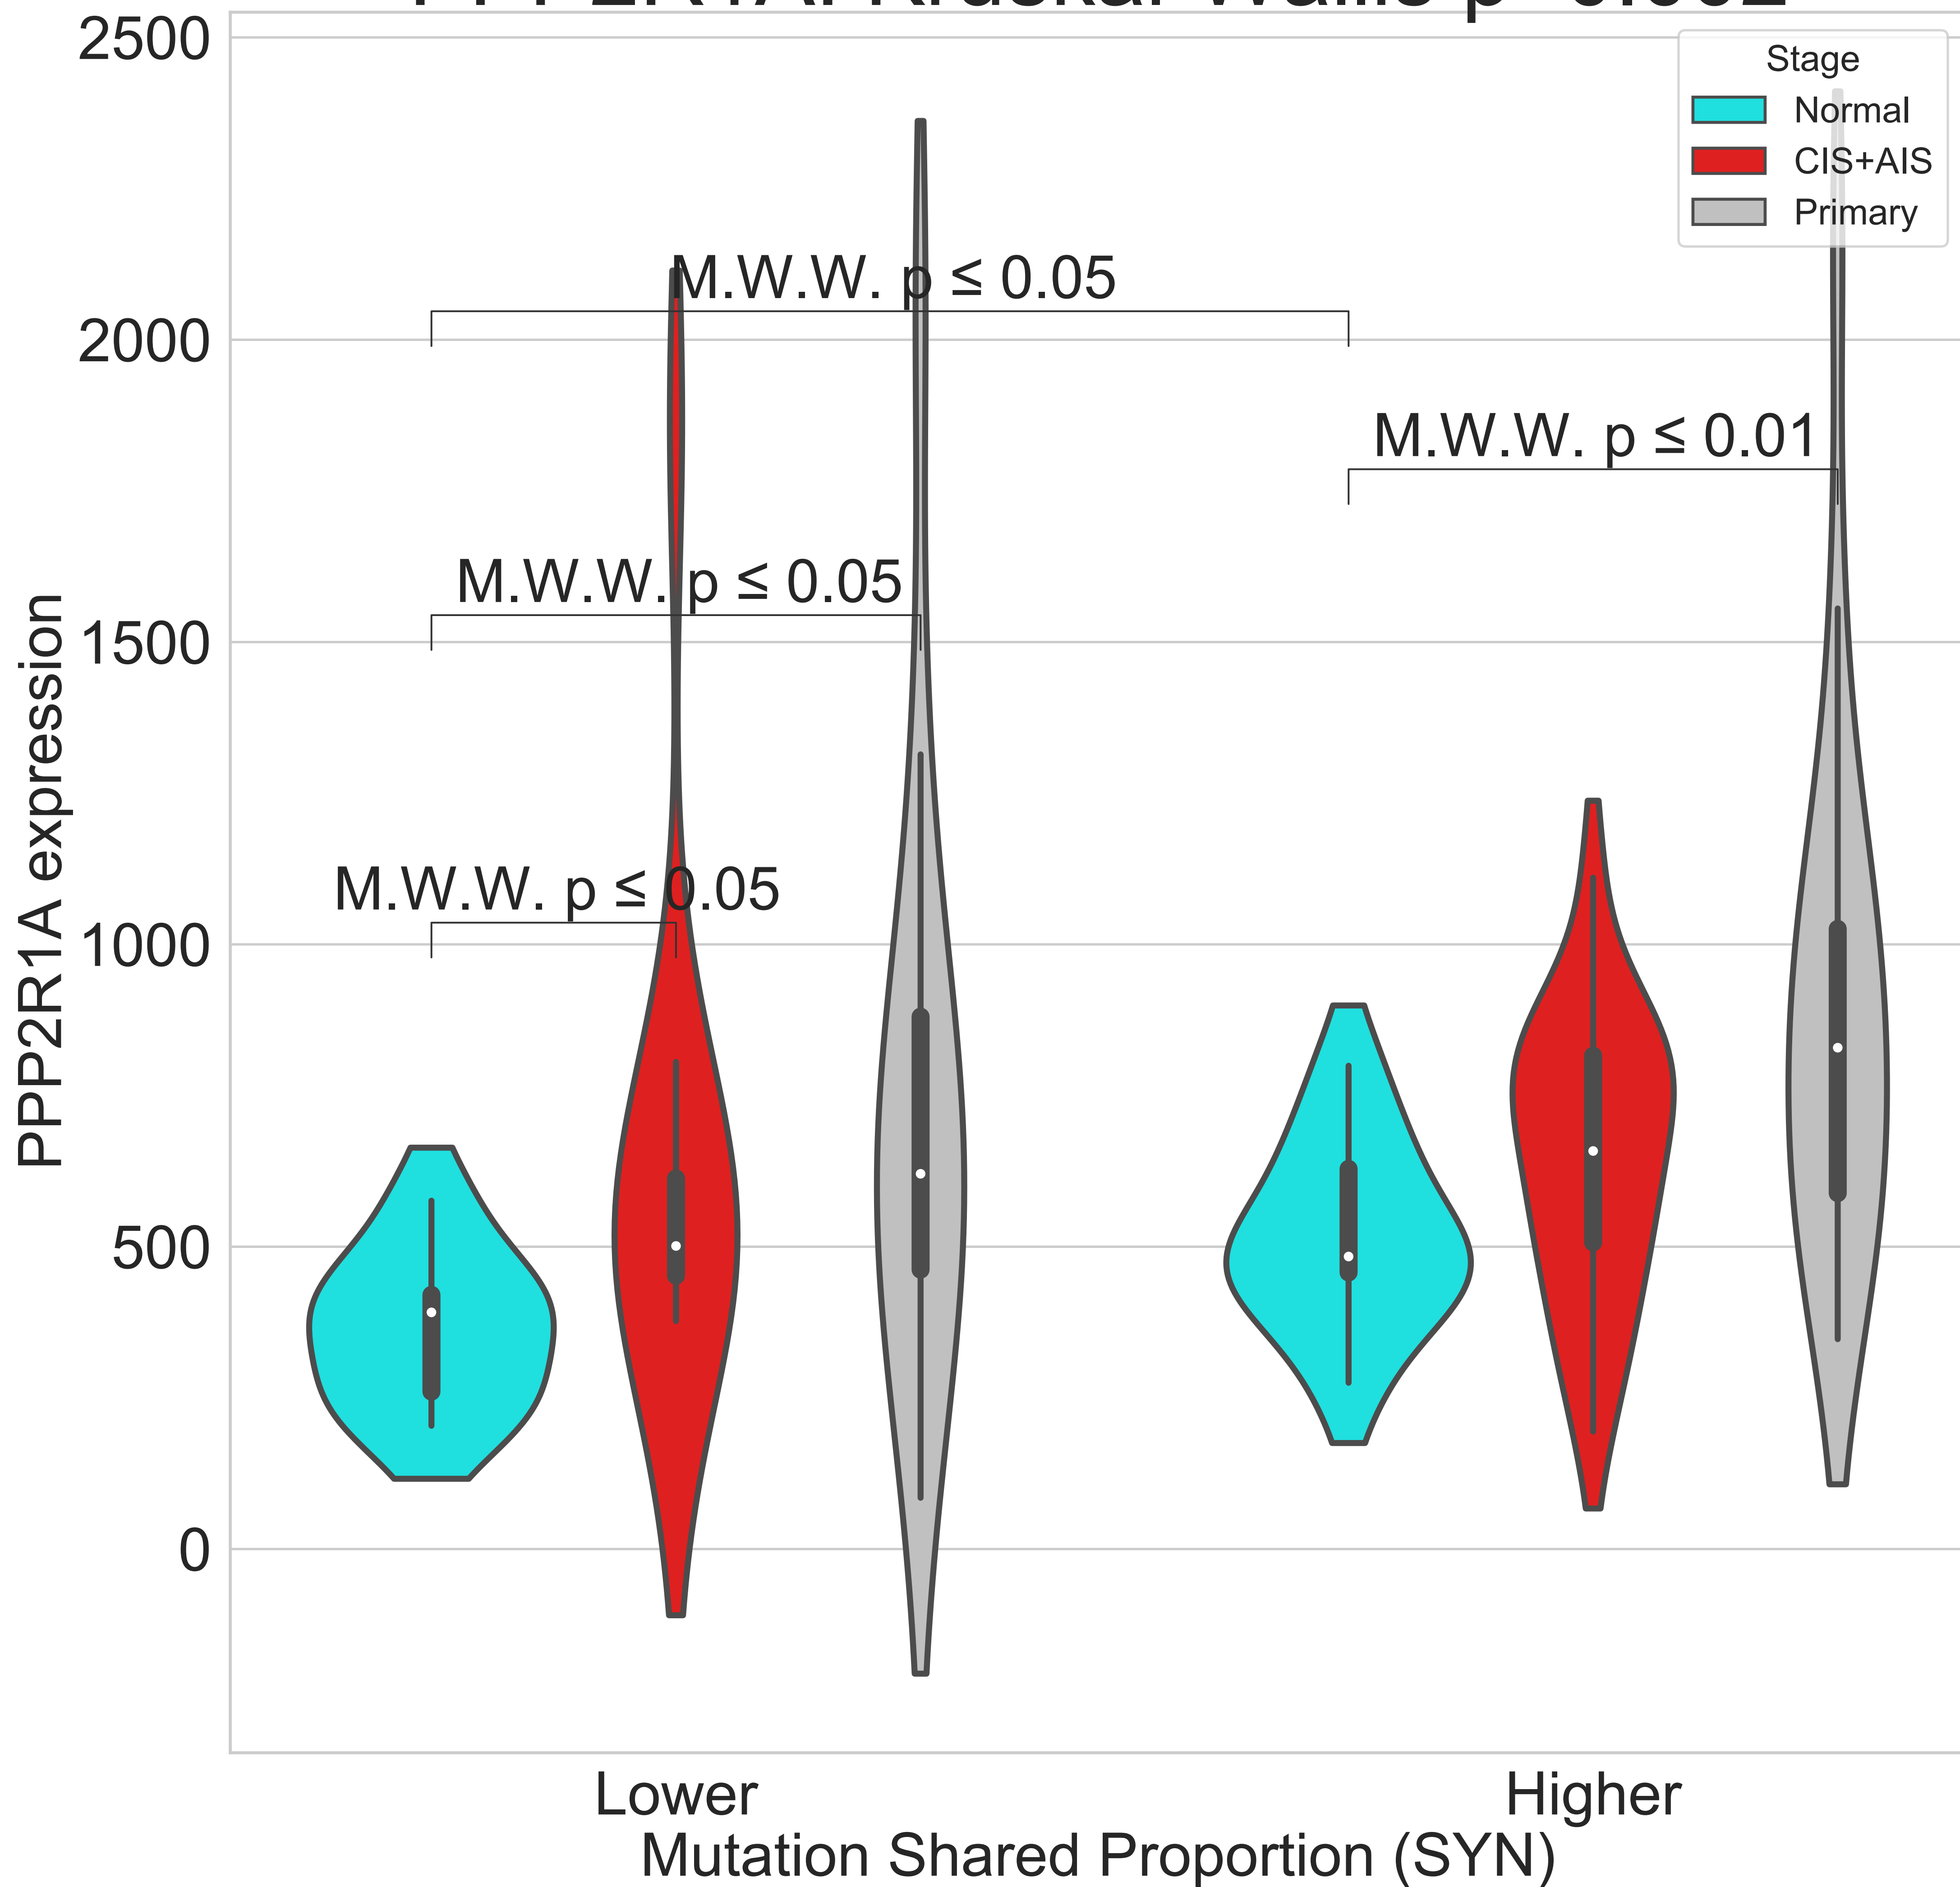 2500
2000
1500
1000
500
0
PPP2R1A expression
Stage
Normal
CIS+AIS
Primary
M.W.W. p ≤ 0.05
M.W.W. p ≤ 0.01
M.W.W. p ≤ 0.05
M.W.W. p ≤ 0.05
Lower
Higher
Mutation Shared Proportion (SYN)